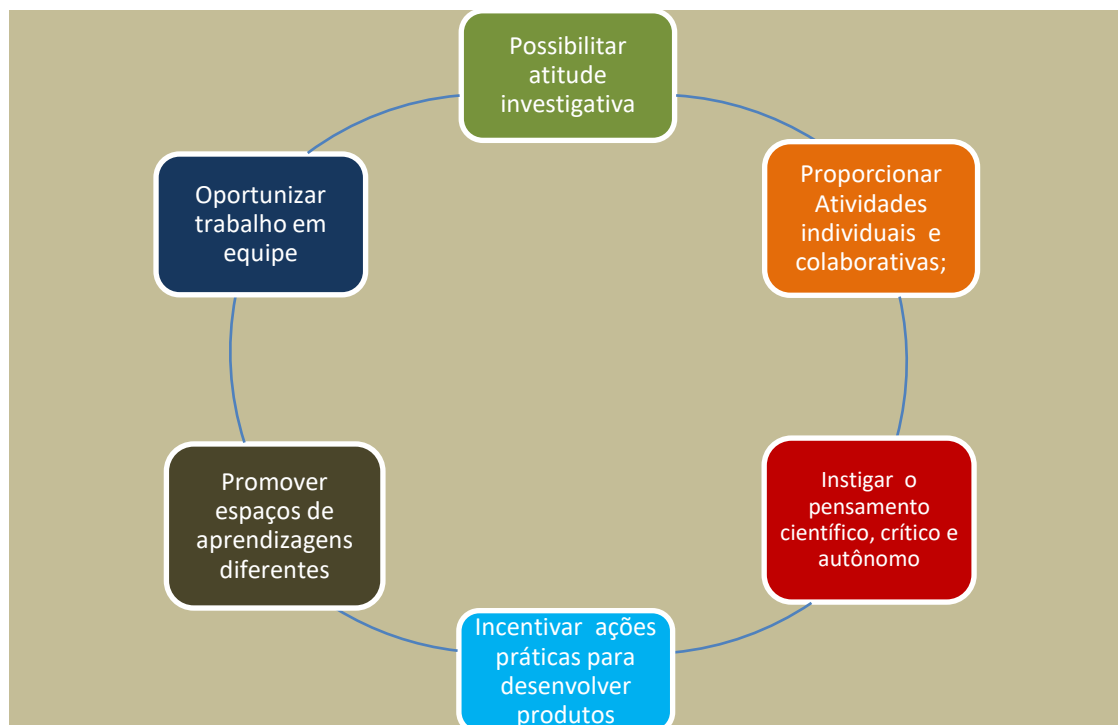 Possibilitar
atitude
investigativa
Proporcionar
Atividades
individuais e
colaborativas;
Instigar o
pensamento
científico, crítico e
autônomo
Incentivar ações
práticas para
desenvolver
produtos
Promover
espaços de
aprendizagens
diferentes
Oportunizar
trabalho em
equipe